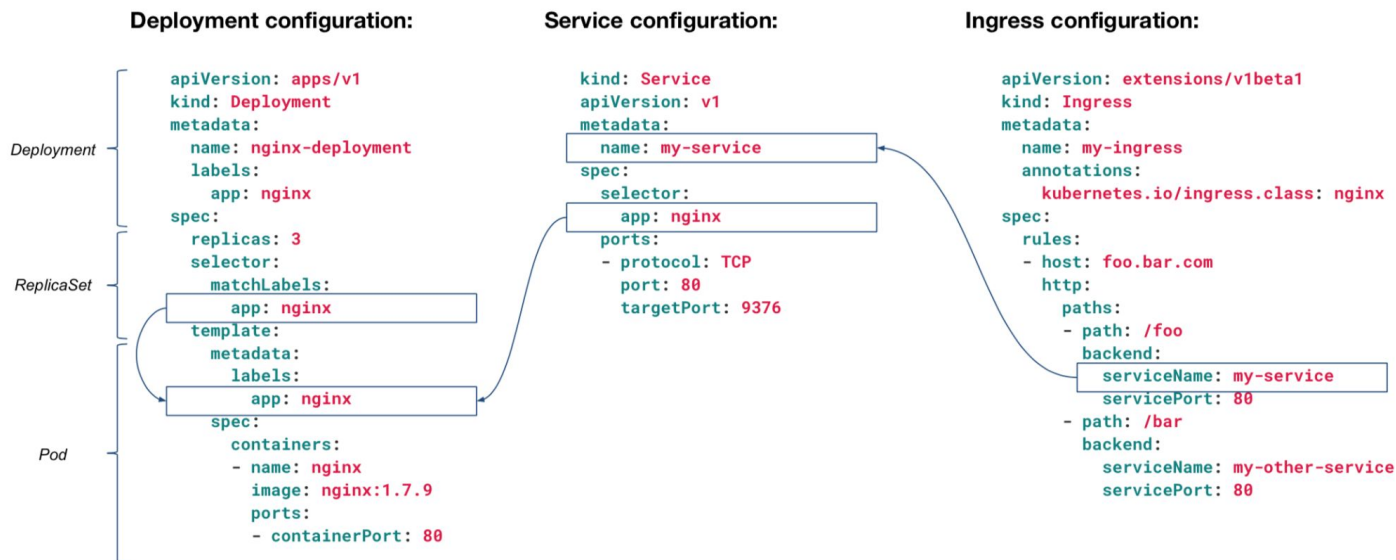 Deployment configuration:
Service configuration:
Ingress configuration:
Deployment
ReplicaSet
Pod
apiVersion: apps/v1
kind: Deployment
metadata:
  name: nginx-deployment
  labels:
    app: nginx
spec:
  replicas: 3
  selector:
    matchLabels:
      app: nginx
  template:
    metadata:
      labels:
        app: nginx
    spec:
      containers:
      - name: nginx
        image: nginx:1.7.9
        ports:
        - containerPort: 80
kind: Service
apiVersion: v1
metadata:
  name: my-service
spec:
  selector:
    app: nginx
  ports:
  - protocol: TCP
    port: 80
    targetPort: 9376
apiVersion: extensions/v1beta1
kind: Ingress
metadata:
  name: my-ingress
  annotations:
    kubernetes.io/ingress.class: nginx
spec:
  rules:
  - host: foo.bar.com
    http:
      paths:
      - path: /foo
        backend:
          serviceName: my-service
          servicePort: 80
      - path: /bar
        backend:
          serviceName: my-other-service
          servicePort: 80